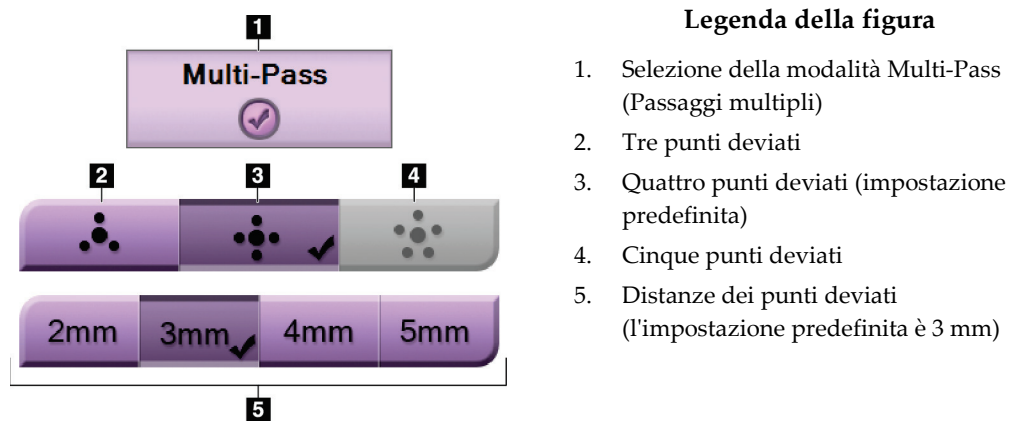 1
Multi-Pass
2 3 4
2mm 3mm 4mm 5mm
5
Legenda della figura
1. Selezione della modalità Multi-Pass
(Passaggi multipli)
2. Tre punti deviati
3. Quattro punti deviati (impostazione
predefinita)
4. Cinque punti deviati
5. Distanze dei punti deviati
(l'impostazione predefinita è 3 mm)